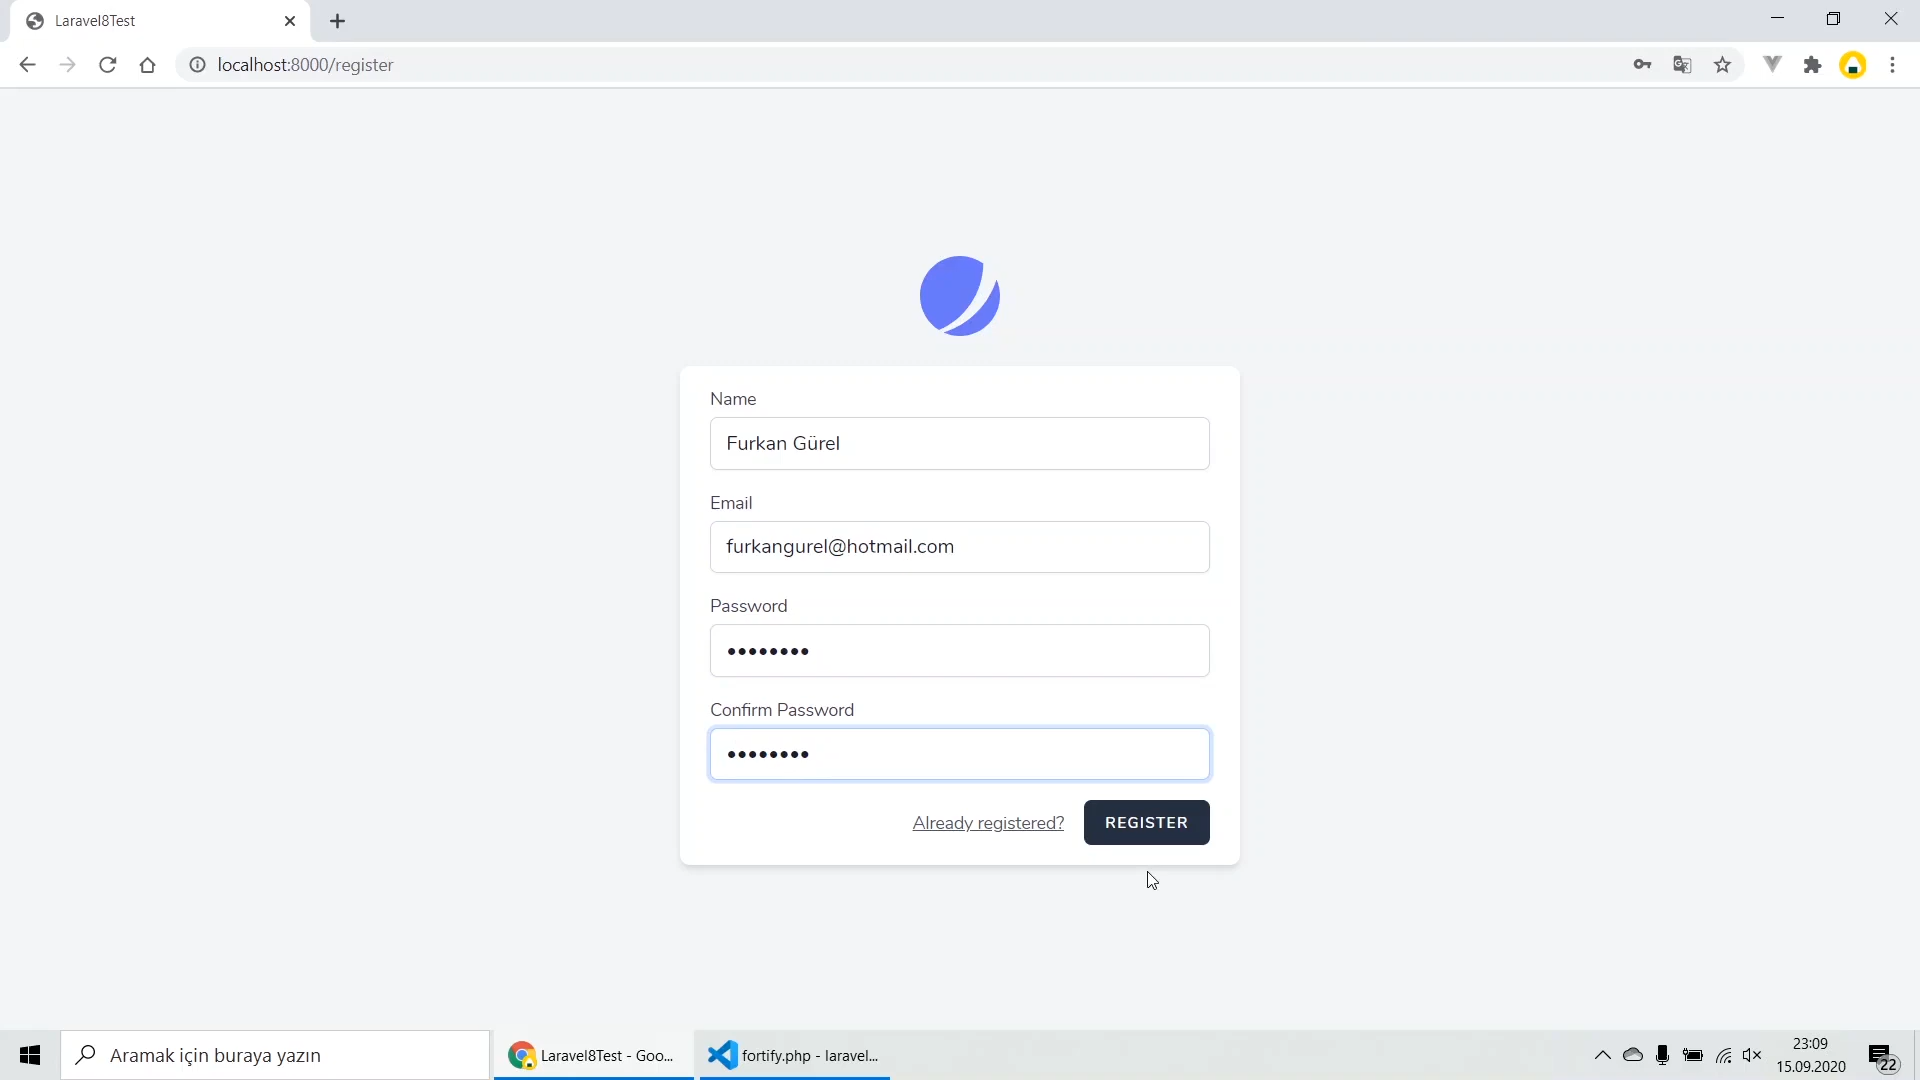 Laravel8Test
localhost:8000/register
Name
Furkan Gürel
Email
furkangurel@hotmail.com
Password
••••••••
Confirm Password
••••••••
Already registered? REGISTER
Aramak için buraya yazın
Laravel8Test - Goo...
fortify.php - laravel...
23:09
15.09.2020
22